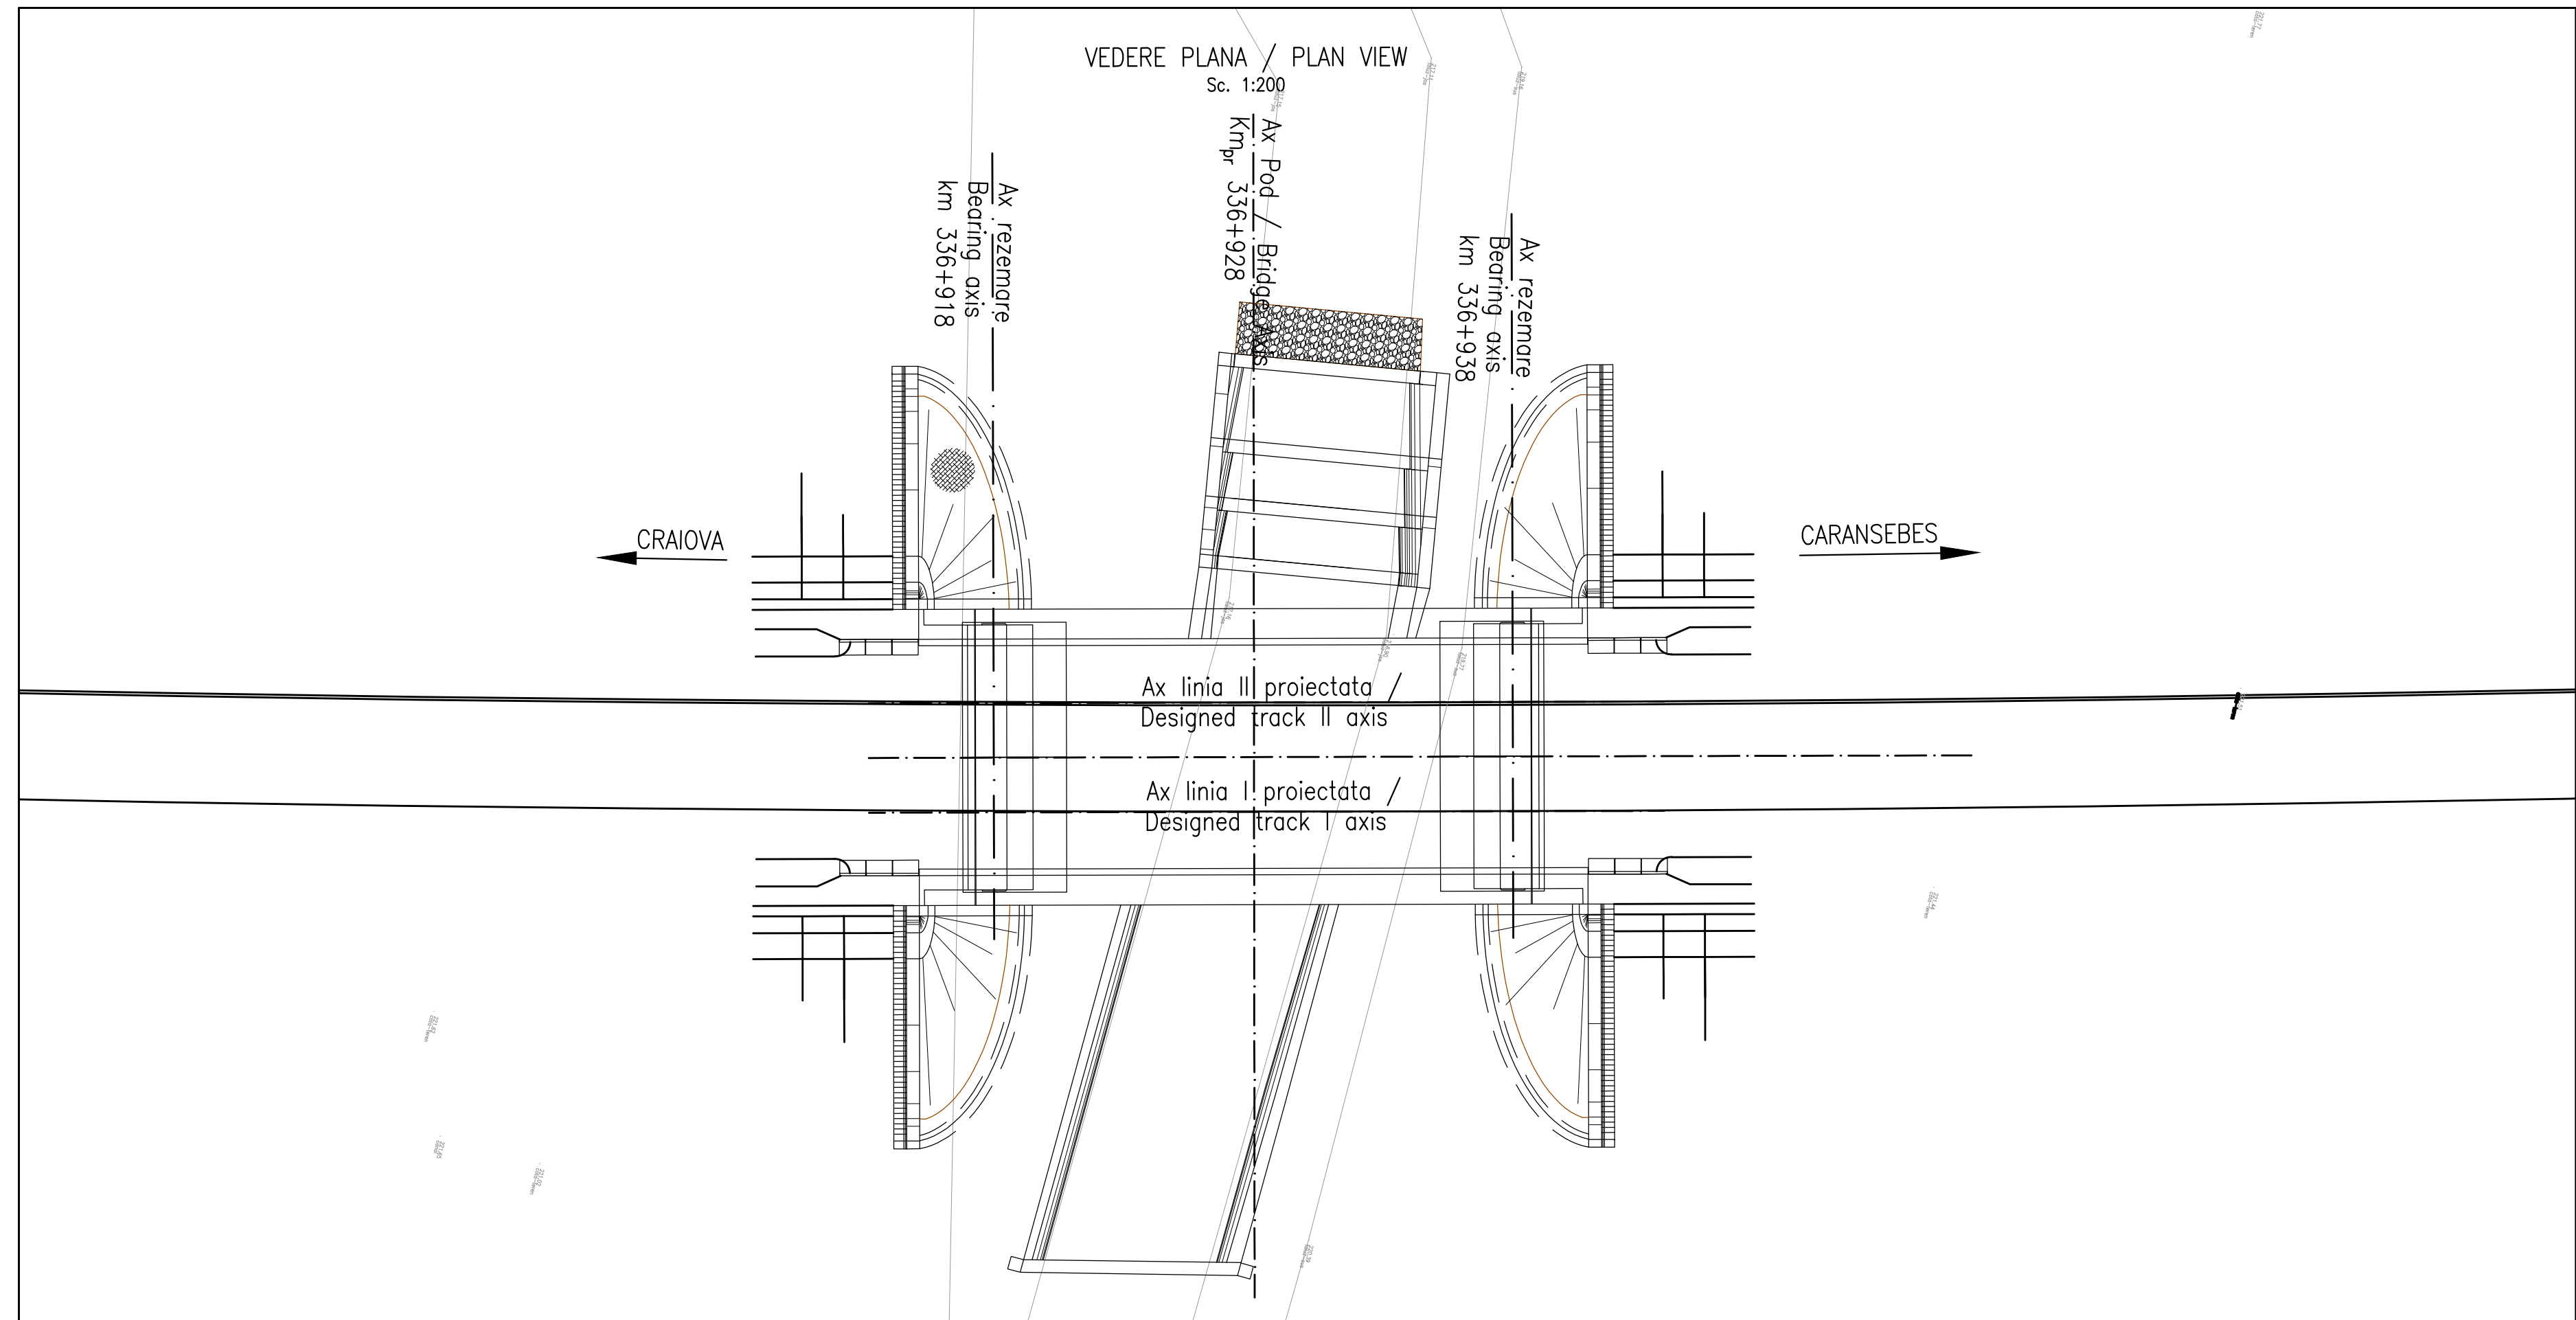 VEDERE PLANA / PLAN VIEW
Sc. 1:200
Ax Pod / Bridge Axis
Kmpr 336+928
Ax rezemare
Bearing axis
km 336+918
Ax rezemare
Bearing axis
km 336+938
CRAIOVA
CARANSEBES
Ax linia II proiectata /
Designed track II axis
Ax linia I proiectata /
Designed track I axis